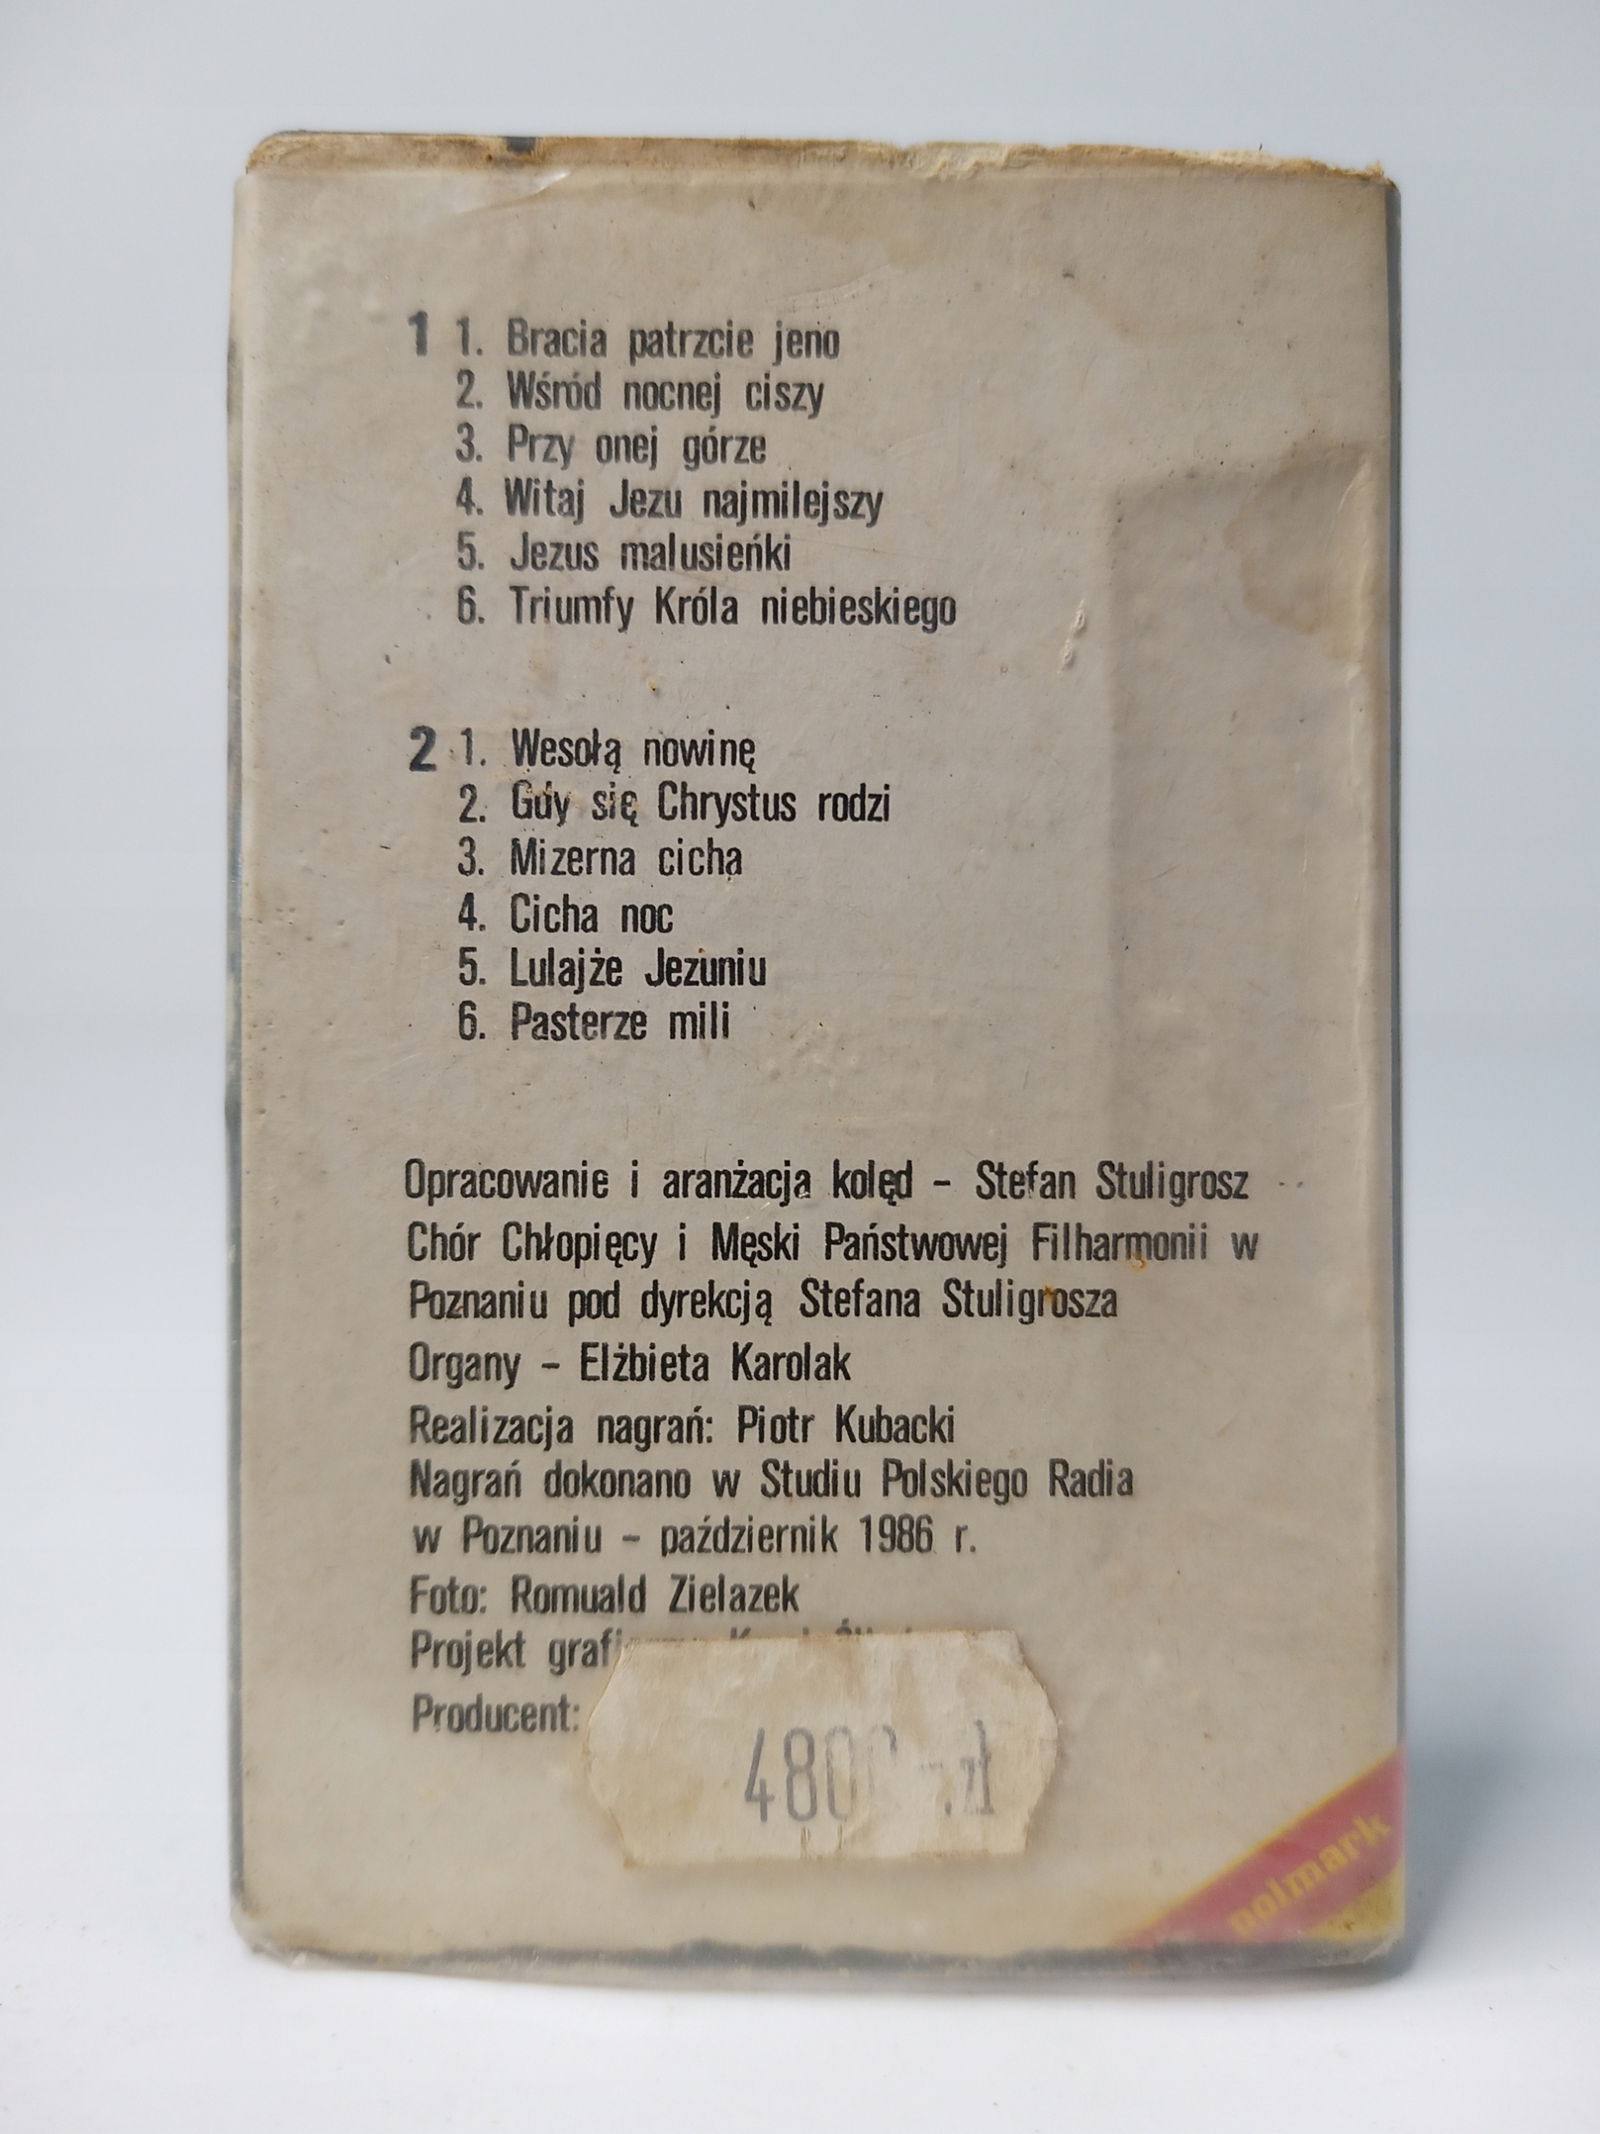 1 1. Bracia patrzcie jeno
2. Wśród nocnej ciszy
3. Przy onej górze
4. Witaj Jezu najmilejszy
5. Jezus malusieńki
6. Triumfy Króla niebieskiego
2 1. Wesołą nowinę
2. Gdy się Chrystus rodzi
3. Mizerna cicha
4. Cicha noc
5. Lulajże Jezuniu
6. Pasterze mili
Opracowanie i aranżacja kolęd – Stefan Stuligrosz
Chór Chłopięcy i Męski Państwowej Filharmonii w
Poznaniu pod dyrekcją Stefana Stuligrosza
Organy – Elżbieta Karolak
Realizacja nagrań: Piotr Kubacki
Nagrań dokonano w Studiu Polskiego Radia
w Poznaniu – październik 1986 r.
Foto: Romuald Zielazek
Projekt
Producent:
zł
polmark